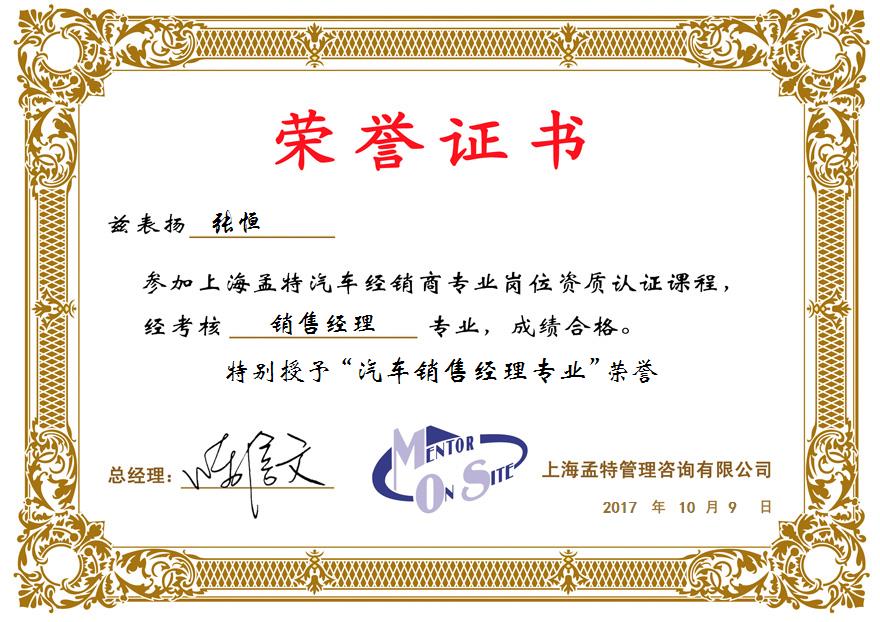 荣誉证书
兹表扬 张恒
参加上海孟特汽车经销商专业岗位资质认证课程，
经考核 销售经理 专业，成绩合格。
特别授予“汽车销售经理专业”荣誉
总经理：
MENTOR
ON SITE
上海孟特管理咨询有限公司
2017 年 10 月 9 日